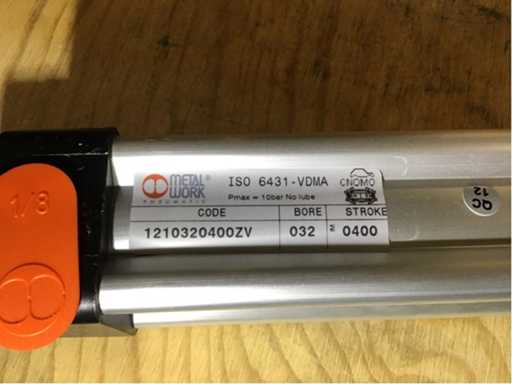 METAL
WORK
PNEUMATIC
ISO 6431-VDMA
CNOMO
Pmax = 10bar No lube
CODE BORE STROKE
1210320400ZV 032 0400
1/8
QC
12